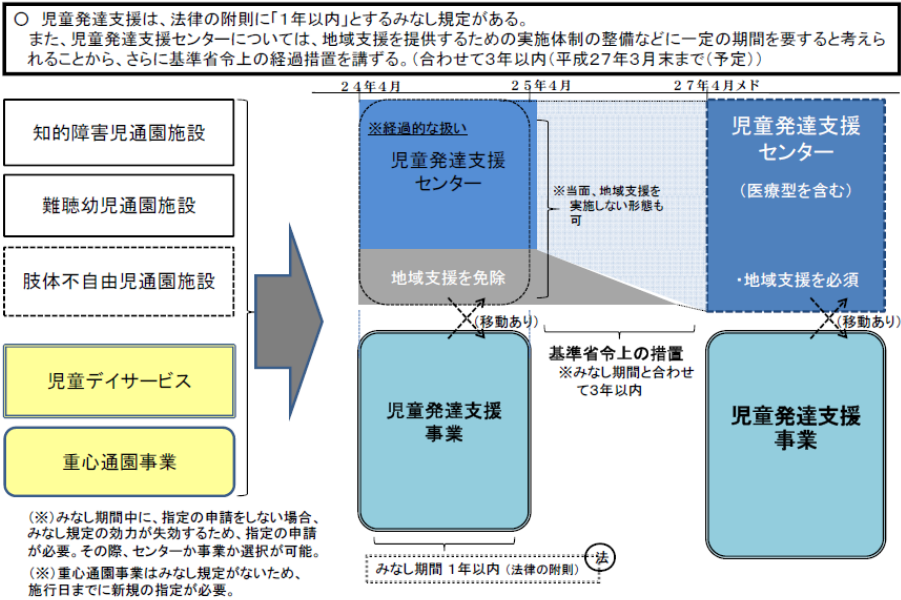 ○ 児童発達支援は、法律の附則に「1年以内」とするみなし規定がある。
また、児童発達支援センターについては、地域支援を提供するための実施体制の整備などに一定の期間を要すると考えら
れることから、さらに基準省令上の経過措置を講ずる。（合わせて3年以内（平成27年3月末まで（予定））
24年4月
25年4月
27年4月メド
知的障害児通園施設
難聴幼児通園施設
肢体不自由児通園施設
児童デイサービス
重心通園事業
（※）みなし期間中に、指定の申請をしない場合、
みなし規定の効力が失効するため、指定の申請
が必要。その際、センターか事業か選択が可能。
（※）重心通園事業はみなし規定がないため、
施行日までに新規の指定が必要。
※経過的な扱い
児童発達支援
センター
地域支援を免除
※当面、地域支援を
実施しない形態も
可
（移動あり）
児童発達支援
事業
基準省令上の措置
※みなし期間と合わせ
て3年以内
みなし期間 1年以内（法律の附則）
法
児童発達支援
センター
（医療型を含む）
・地域支援を必須
（移動あり）
児童発達支援
事業